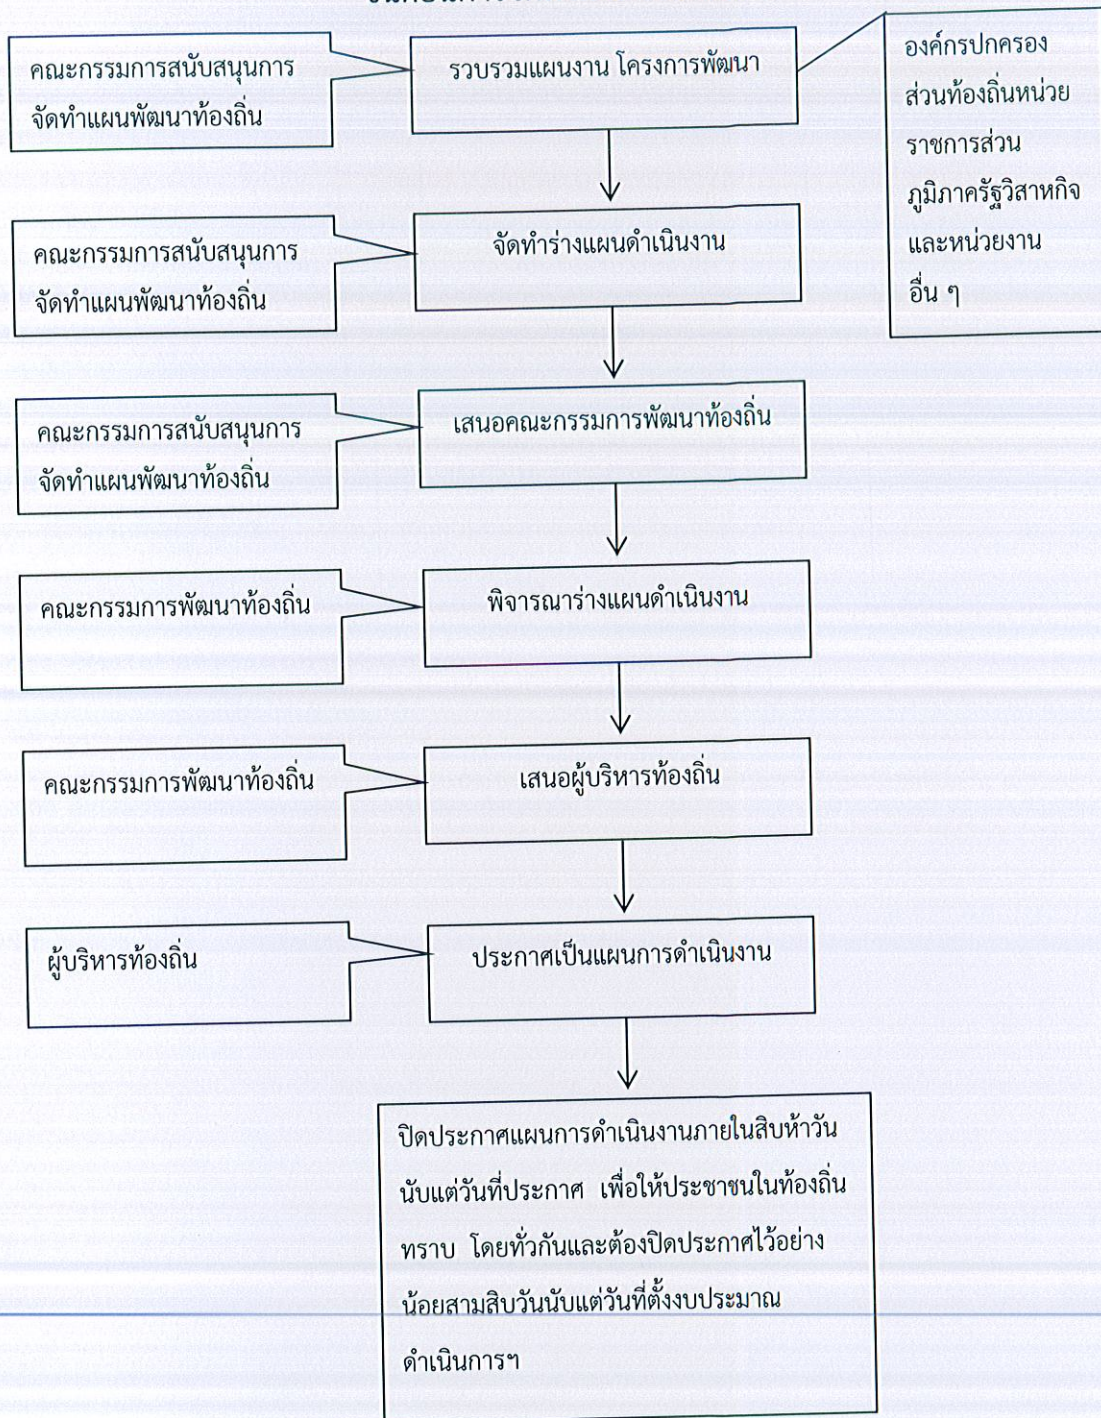 คณะกรรมการสนับสนุนการ
จัดทำแผนพัฒนาท้องถิ่น
รวบรวมแผนงาน โครงการพัฒนา
องค์กรปกครอง
ส่วนท้องถิ่นหน่วย
ราชการส่วน
ภูมิภาครัฐวิสาหกิจ
และหน่วยงาน
อื่น ๆ
คณะกรรมการสนับสนุนการ
จัดทำแผนพัฒนาท้องถิ่น
จัดทำร่างแผนดำเนินงาน
คณะกรรมการสนับสนุนการ
จัดทำแผนพัฒนาท้องถิ่น
เสนอคณะกรรมการพัฒนาท้องถิ่น
คณะกรรมการพัฒนาท้องถิ่น
พิจารณาร่างแผนดำเนินงาน
คณะกรรมการพัฒนาท้องถิ่น
เสนอผู้บริหารท้องถิ่น
ผู้บริหารท้องถิ่น
ประกาศเป็นแผนการดำเนินงาน
ปิดประกาศแผนการดำเนินงานภายในสิบห้าวัน
นับแต่วันที่ประกาศ เพื่อให้ประชาชนในท้องถิ่น
ทราบ โดยทั่วกันและต้องปิดประกาศไว้อย่าง
น้อยสามสิบวันนับแต่วันที่ตั้งงบประมาณ
ดำเนินการฯ